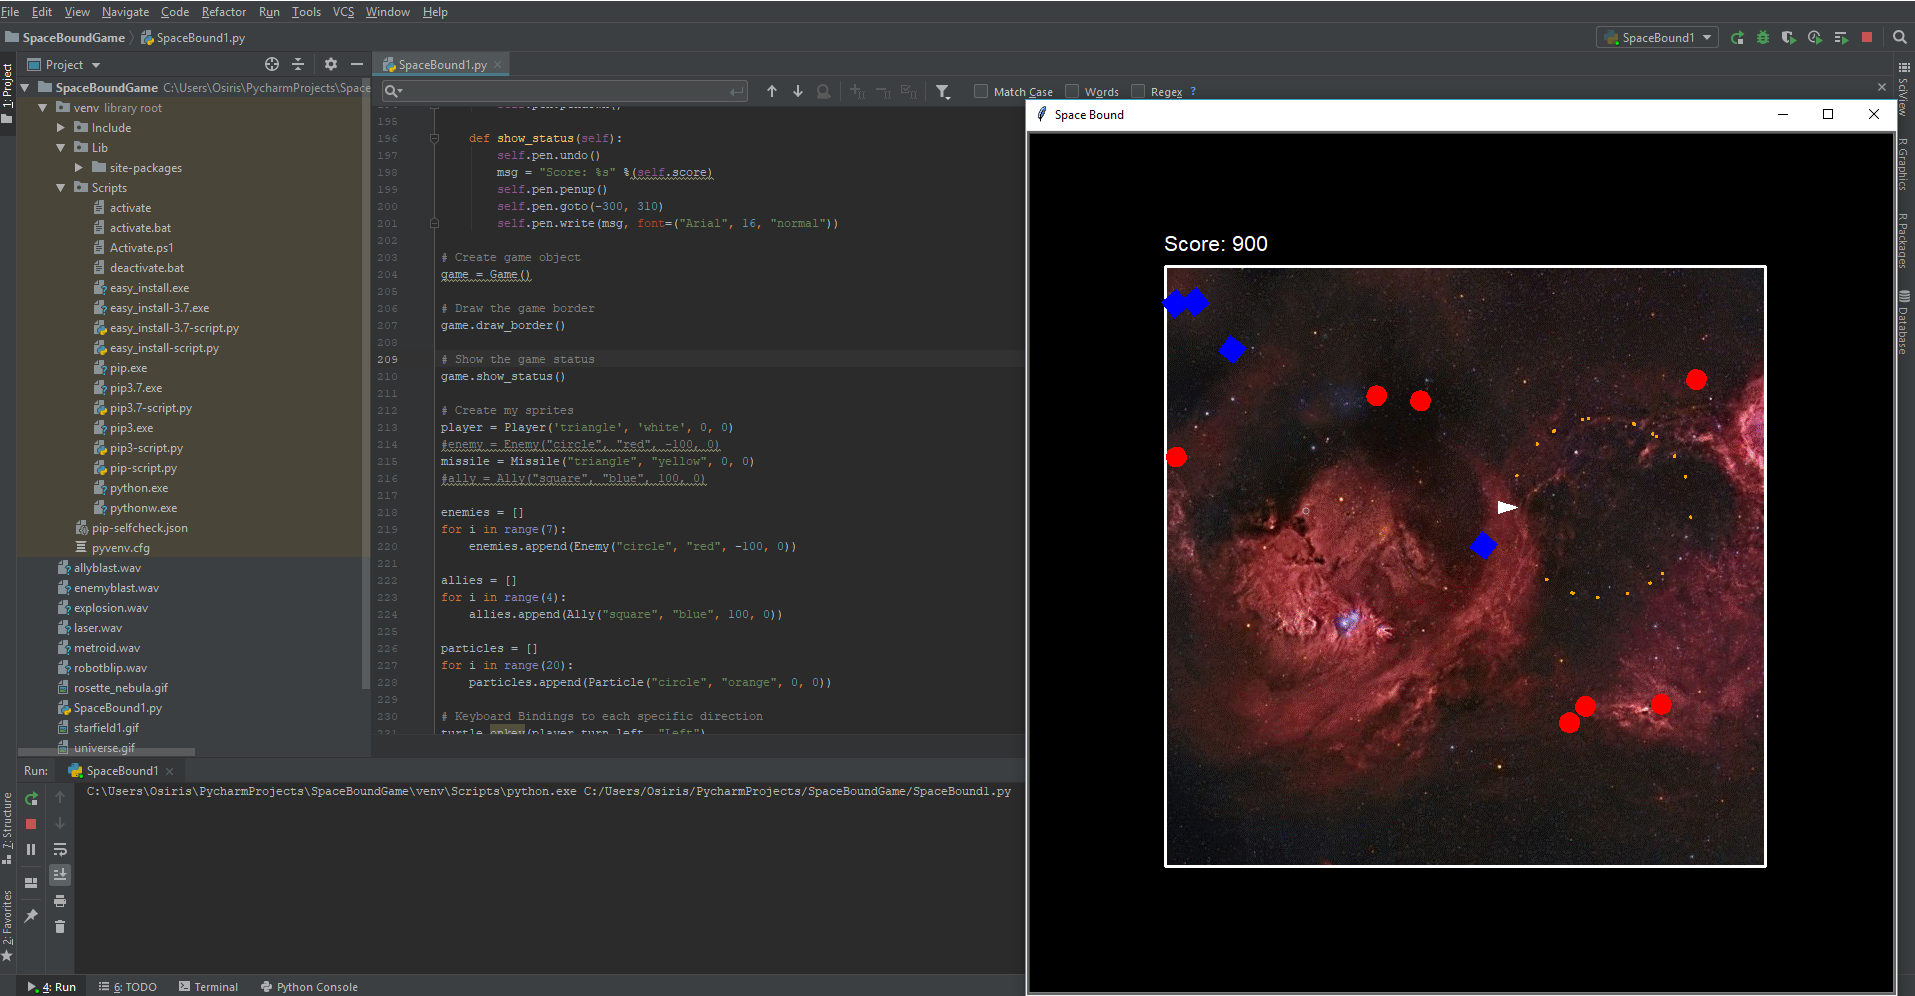 File Edit View Navigate Code Refactor Run Tools VCS Window Help
SpaceBoundGame SpaceBound1.py SpaceBound1
1: Project
Project
SpaceBoundGame C:\Users\Osiris\PycharmProjects\Space
venv library root
Include
Lib
site-packages
Scripts
activate
activate.bat
Activate.ps1
deactivate.bat
easy_install.exe
easy_install-3.7.exe
easy_install-3.7-script.py
easy_install-script.py
pip.exe
pip3.7.exe
pip3.7-script.py
pip3.exe
pip3-script.py
pip-script.py
python.exe
pythonw.exe
pip-selfcheck.json
pyvenv.cfg
allyblast.wav
enemyblast.wav
explosion.wav
laser.wav
metroid.wav
robotblip.wav
rosette_nebula.gif
SpaceBound1.py
starfield1.gif
universe.gif
SpaceBound1.py
Match Case Words Regex ?
195
196 def show_status(self):
197 self.pen.undo()
198 msg = "Score: %s" %(self.score)
199 self.pen.penup()
200 self.pen.goto(-300, 310)
201 self.pen.write(msg, font=("Arial", 16, "normal"))
202
203 # Create game object
204 game = Game()
205
206 # Draw the game border
207 game.draw_border()
208
209 # Show the game status
210 game.show_status()
211
212 # Create my sprites
213 player = Player('triangle', 'white', 0, 0)
214 #enemy = Enemy("circle", "red", -100, 0)
215 missile = Missile("triangle", "yellow", 0, 0)
216 #ally = Ally("square", "blue", 100, 0)
217
218 enemies = []
219 for i in range(7):
220 enemies.append(Enemy("circle", "red", -100, 0))
221
222 allies = []
223 for i in range(4):
224 allies.append(Ally("square", "blue", 100, 0))
225
226 particles = []
227 for i in range(20):
228 particles.append(Particle("circle", "orange", 0, 0))
229
230 # Keyboard Bindings to each specific direction
231 turtle.onkey(player.turn_left, "Left")
Space Bound
Score: 900
SciView
R Graphics
R Packages
Database
Run: SpaceBound1
C:\Users\Osiris\PycharmProjects\SpaceBoundGame\venv\Scripts\python.exe C:/Users/Osiris/PycharmProjects/SpaceBoundGame/SpaceBound1.py
7: Structure
2: Favorites
4: Run 6: TODO Terminal Python Console